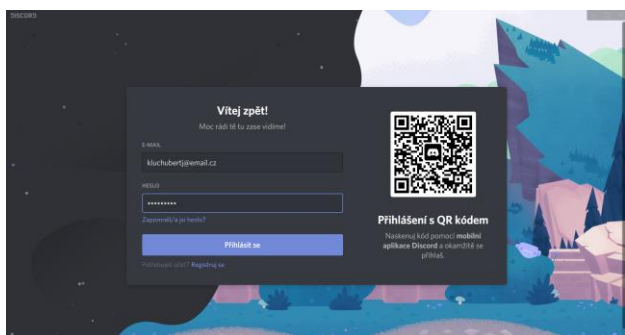 DISCORD
Vítej zpět!
Moc rádi tě tu zase vidíme!
E-MAIL
kluchubertj@email.cz
HESLO
•••••••••
Zapomněl/a jsi heslo?
Přihlásit se
Potřebuješ účet? Registruj se
Přihlášení s QR kódem
Naskenuj kód pomocí mobilní
aplikace Discord a okamžitě se
přihlaš.